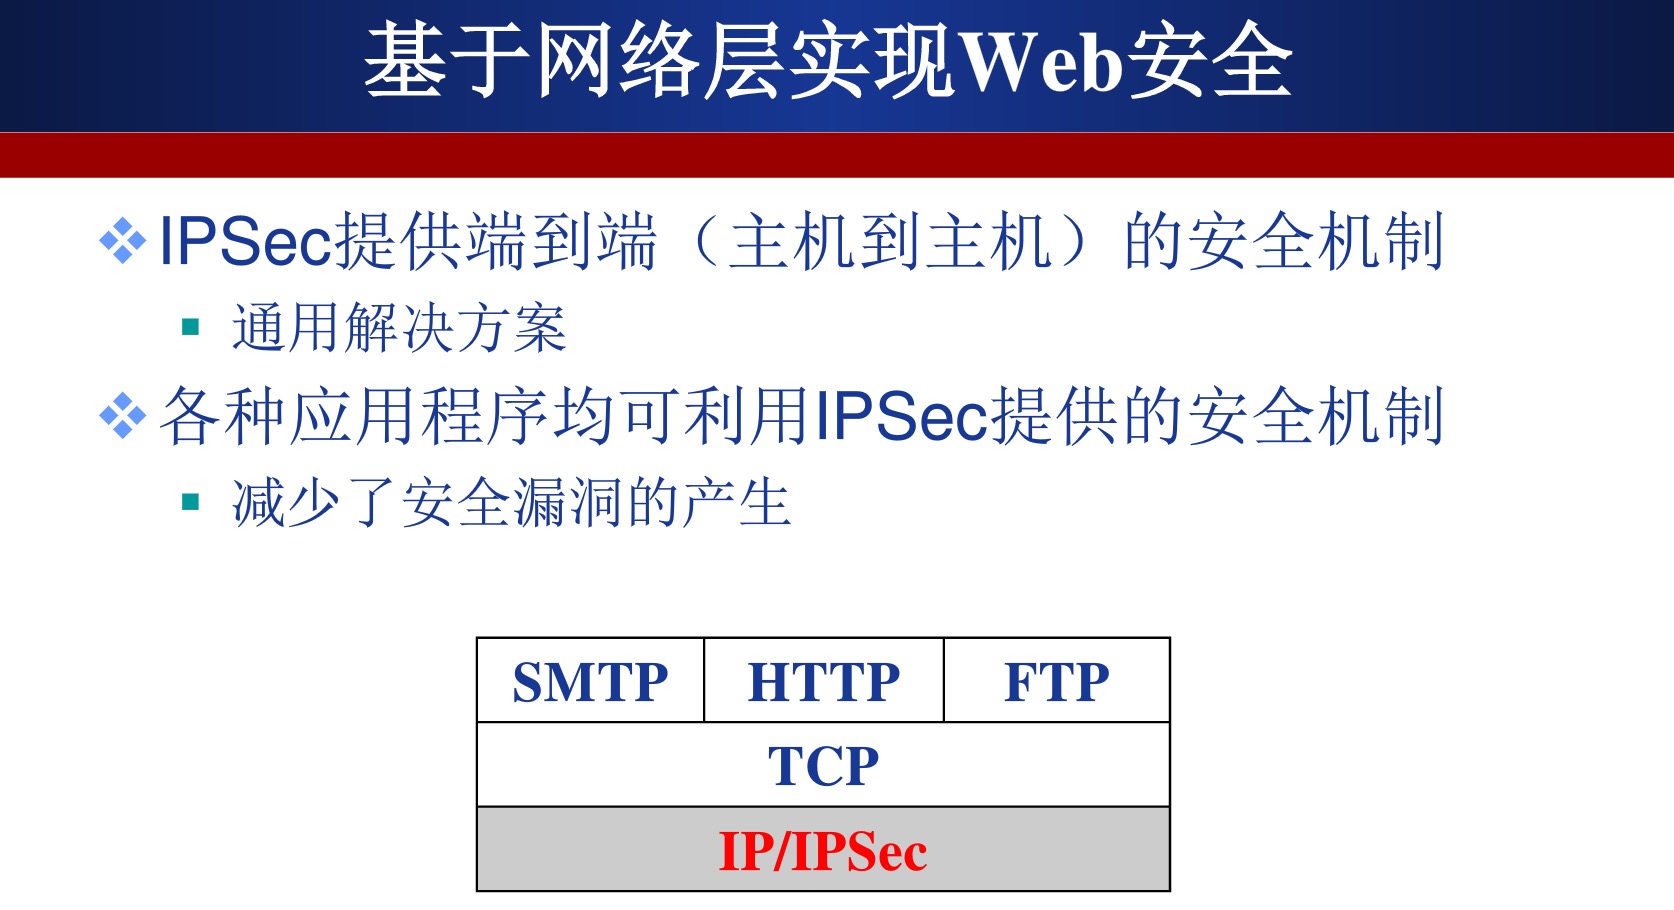 基于网络层实现Web安全
IPSec提供端到端（主机到主机）的安全机制
通用解决方案
各种应用程序均可利用IPSec提供的安全机制
减少了安全漏洞的产生
SMTP HTTP FTP
TCP
IP/IPSec